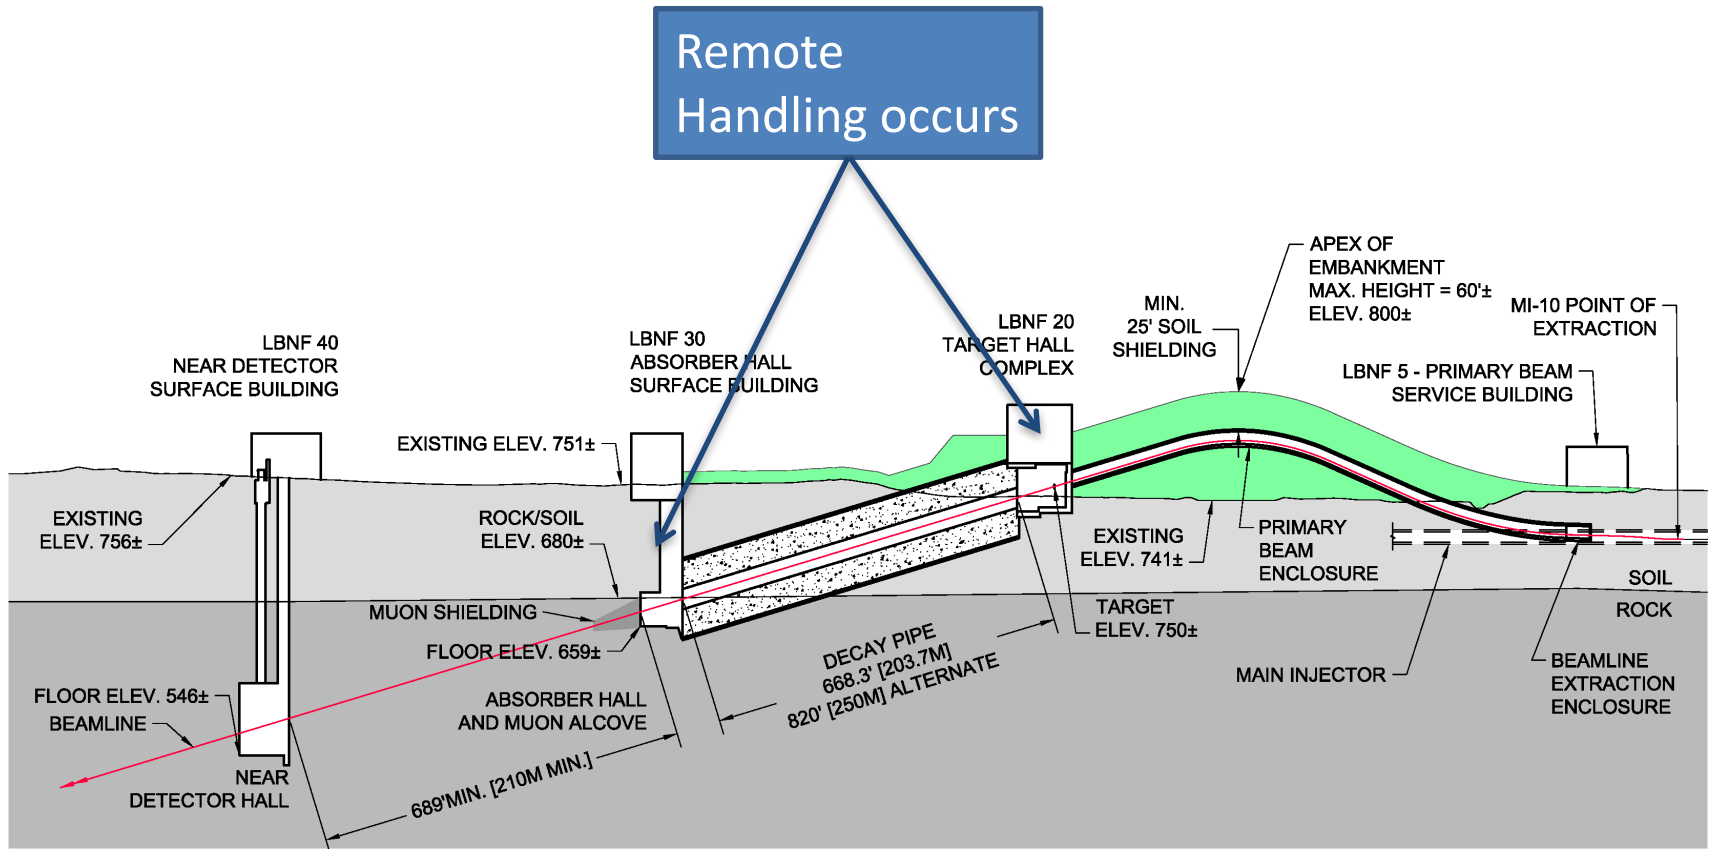 Remote
Handling occurs
APEX OF
EMBANKMENT
MAX. HEIGHT = 60'±
ELEV. 800±
MIN.
25' SOIL
SHIELDING
MI-10 POINT OF
EXTRACTION
LBNF 40
NEAR DETECTOR
SURFACE BUILDING
LBNF 30
ABSORBER HALL
SURFACE BUILDING
LBNF 20
TARGET HALL
COMPLEX
LBNF 5 - PRIMARY BEAM
SERVICE BUILDING
EXISTING ELEV. 751±
EXISTING
ELEV. 756±
ROCK/SOIL
ELEV. 680±
EXISTING
ELEV. 741±
PRIMARY
BEAM
ENCLOSURE
SOIL
ROCK
MUON SHIELDING
TARGET
ELEV. 750±
FLOOR ELEV. 659±
DECAY PIPE
668.3' [203.7M]
820' [250M] ALTERNATE
MAIN INJECTOR
BEAMLINE
EXTRACTION
ENCLOSURE
FLOOR ELEV. 546±
BEAMLINE
ABSORBER HALL
AND MUON ALCOVE
689'MIN. [210M MIN.]
NEAR
DETECTOR HALL